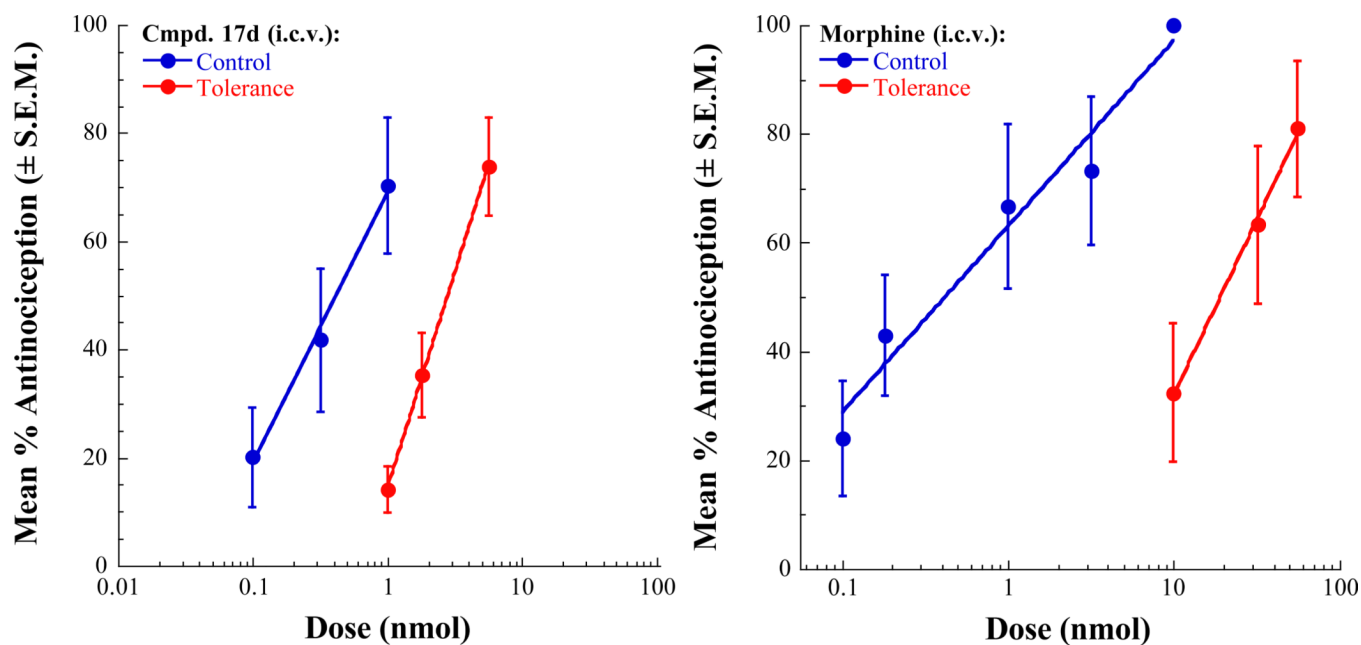 Mean % Antinociception (± S.E.M.)
100
80
60
40
20
0
Cmpd. 17d (i.c.v.):
Control
Tolerance
0.01
0.1
1
10
100
Dose (nmol)
Mean % Antinociception (± S.E.M.)
100
80
60
40
20
0
Morphine (i.c.v.):
Control
Tolerance
0.1
1
10
100
Dose (nmol)